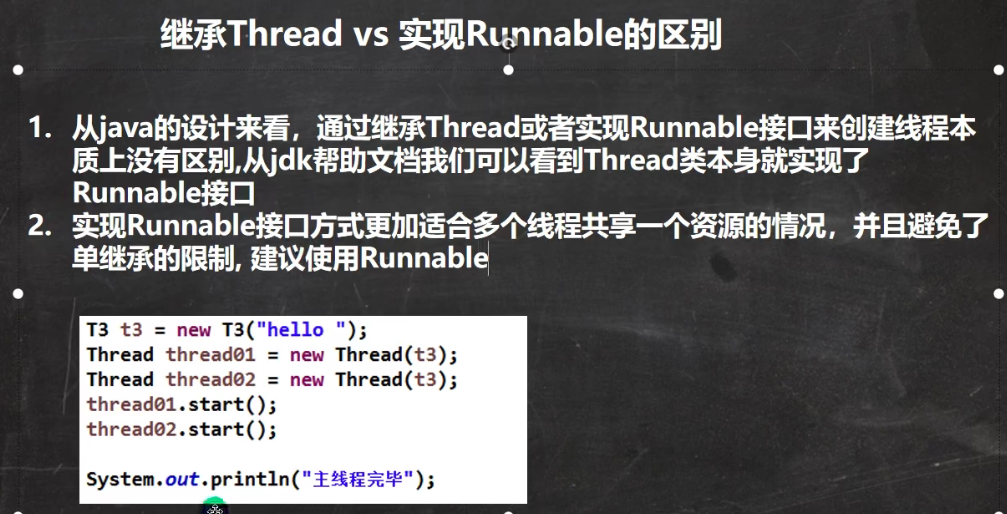 继承Thread vs 实现Runnable的区别
1. 从java的设计来看，通过继承Thread或者实现Runnable接口来创建线程本
质上没有区别,从jdk帮助文档我们可以看到Thread类本身就实现了
Runnable接口
2. 实现Runnable接口方式更加适合多个线程共享一个资源的情况，并且避免了
单继承的限制, 建议使用Runnable
T3 t3 = new T3("hello ");
Thread thread01 = new Thread(t3);
Thread thread02 = new Thread(t3);
thread01.start();
thread02.start();
System.out.println("主线程完毕");